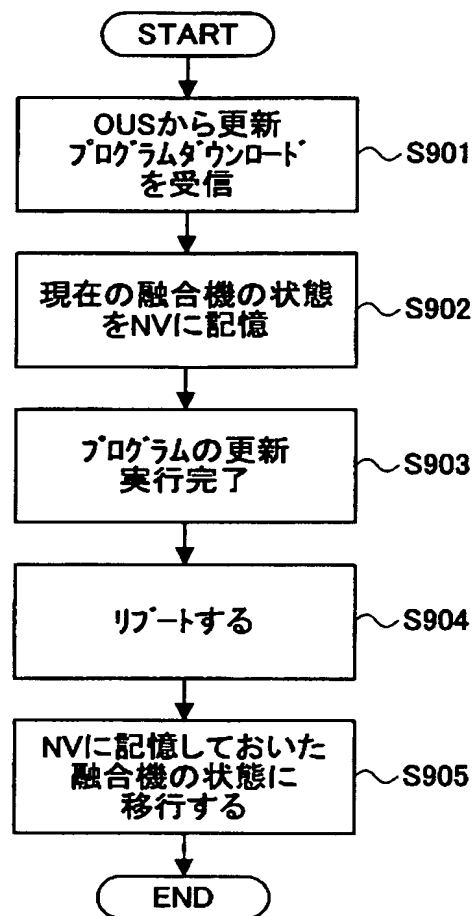 START
OUSから更新
プログラムダウンロード
を受信
S901
現在の融合機の状態
をNVに記憶
S902
プログラムの更新
実行完了
S903
リブートする
S904
NVに記憶しておいた
融合機の状態に
移行する
S905
END